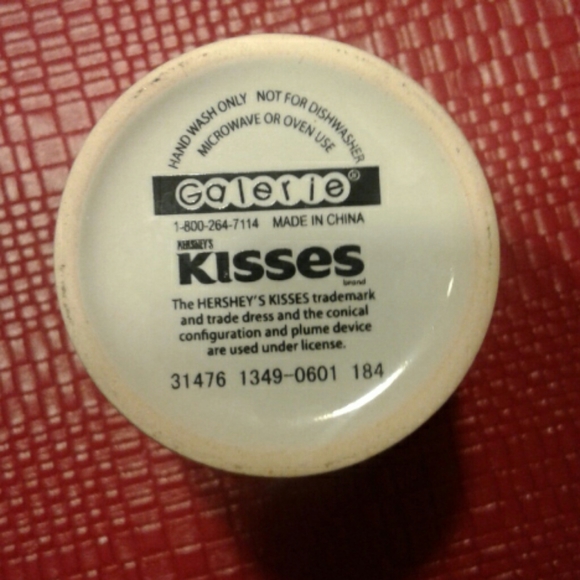 HAND WASH ONLY NOT FOR DISHWASHER
MICROWAVE OR OVEN USE
Galerie®
1-800-264-7114 MADE IN CHINA
HERSHEY'S
KISSES
brand
The HERSHEY'S KISSES trademark
and trade dress and the conical
configuration and plume device
are used under license.
31476 1349-0601 184